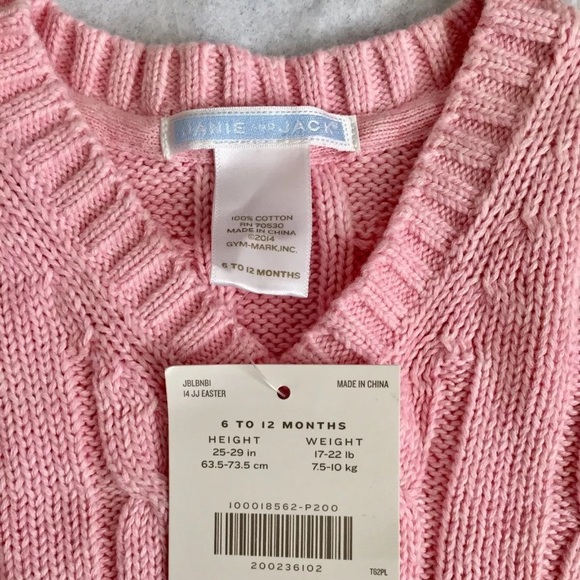 JANIE AND JACK
100% COTTON
RN 70530
MADE IN CHINA
©2014
GYM-MARK, INC.
6 TO 12 MONTHS
JBLBNBI MADE IN CHINA
14 JJ EASTER
6 TO 12 MONTHS
HEIGHT WEIGHT
25-29 in 17-22 lb
63.5-73.5 cm 7.5-10 kg
100018562-P200
200236102
T62PL